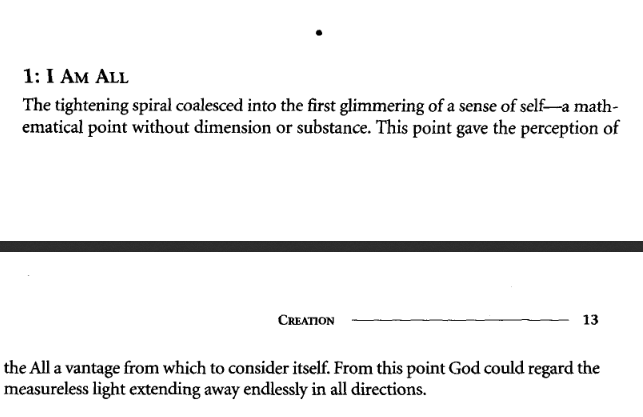 1: I AM ALL
The tightening spiral coalesced into the first glimmering of a sense of self—a math-
ematical point without dimension or substance. This point gave the perception of
CREATION 13
the All a vantage from which to consider itself. From this point God could regard the
measureless light extending away endlessly in all directions.